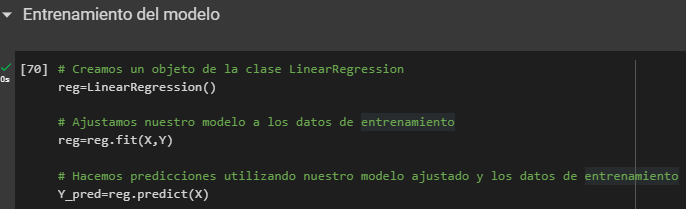 Entrenamiento del modelo
[70] # Creamos un objeto de la clase LinearRegression
0s
reg=LinearRegression()
# Ajustamos nuestro modelo a los datos de entrenamiento
reg=reg.fit(X,Y)
# Hacemos predicciones utilizando nuestro modelo ajustado y los datos de entrenamiento
Y_pred=reg.predict(X)